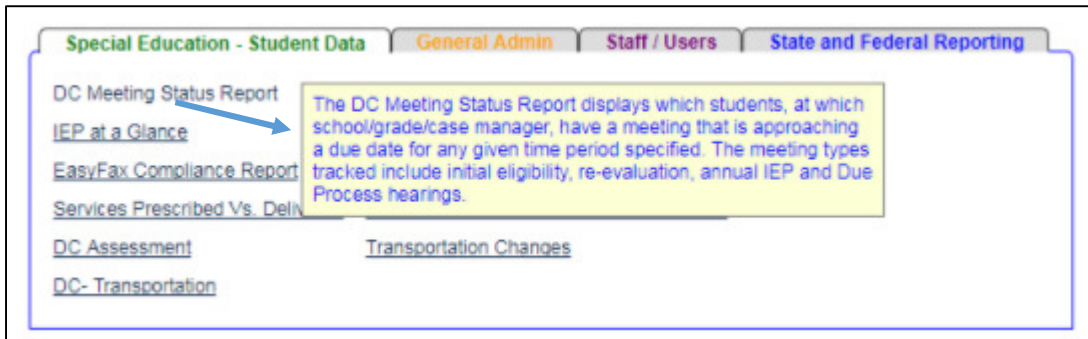 Special Education - Student Data General Admin Staff / Users State and Federal Reporting
DC Meeting Status Report
The DC Meeting Status Report displays which students, at which
school/grade/case manager, have a meeting that is approaching
a due date for any given time period specified. The meeting types
tracked include initial eligibility, re-evaluation, annual IEP and Due
Process hearings.
IEP at a Glance
EasyFax Compliance Report
Services Prescribed Vs.
DC Assessment Transportation Changes
DC- Transportation